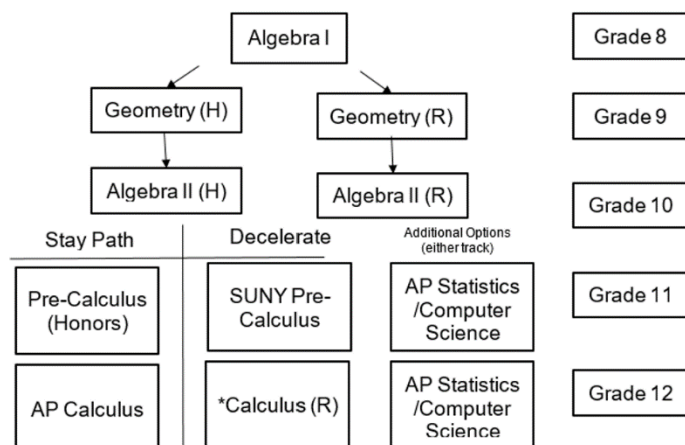 Algebra I
Grade 8
Geometry (H)
Geometry (R)
Grade 9
Algebra II (H)
Algebra II (R)
Grade 10
Stay Path
Decelerate
Additional Options
(either track)
Pre-Calculus
(Honors)
SUNY Pre-
Calculus
AP Statistics
/Computer
Science
Grade 11
AP Calculus
*Calculus (R)
AP Statistics
/Computer
Science
Grade 12